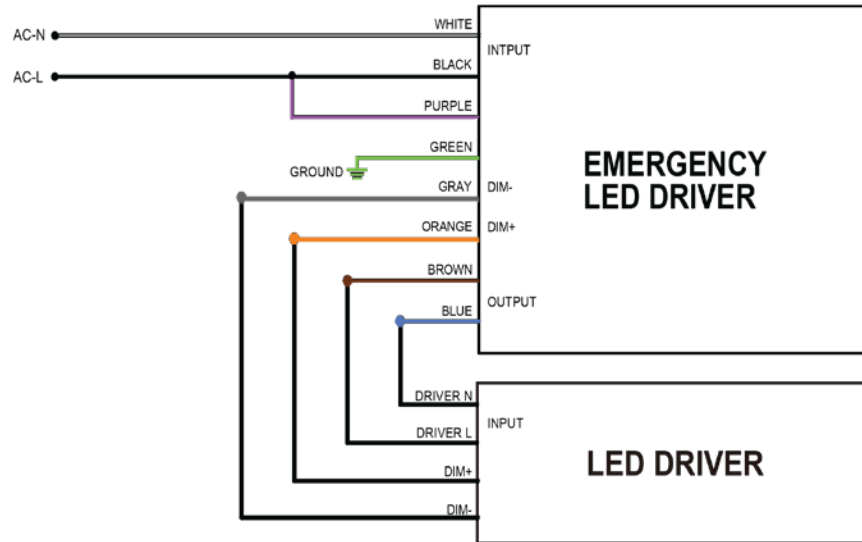 WHITE
AC-N
INTPUT
BLACK
AC-L
PURPLE
GREEN
GROUND
EMERGENCY
LED DRIVER
GRAY
DIM-
ORANGE
DIM+
BROWN
OUTPUT
BLUE
DRIVER N
INPUT
DRIVER L
LED DRIVER
DIM+
DIM-